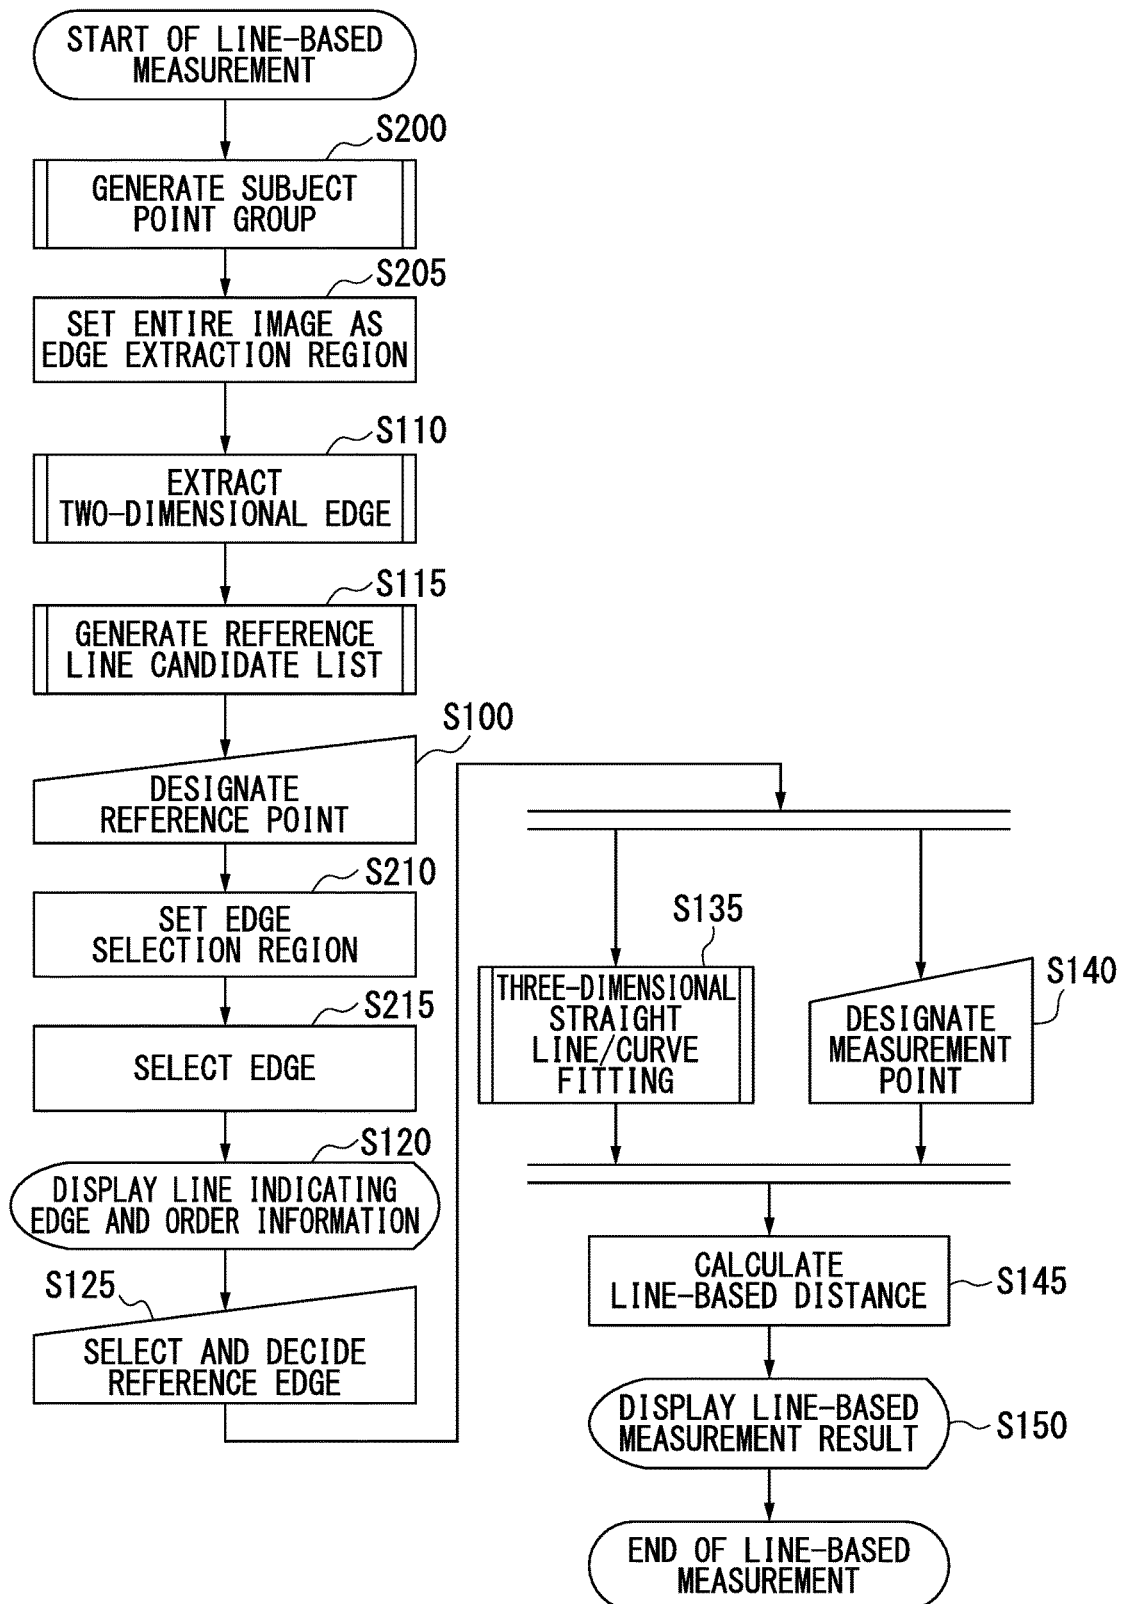 START OF LINE-BASED
MEASUREMENT
S200
GENERATE SUBJECT
POINT GROUP
S205
SET ENTIRE IMAGE AS
EDGE EXTRACTION REGION
S110
EXTRACT
TWO-DIMENSIONAL EDGE
S115
GENERATE REFERENCE
LINE CANDIDATE LIST
S100
DESIGNATE
REFERENCE POINT
S210
SET EDGE
SELECTION REGION
S215
SELECT EDGE
S120
DISPLAY LINE INDICATING
EDGE AND ORDER INFORMATION
S125
SELECT AND DECIDE
REFERENCE EDGE
S135
THREE-DIMENSIONAL
STRAIGHT
LINE/CURVE
FITTING
S140
DESIGNATE
MEASUREMENT
POINT
CALCULATE
LINE-BASED DISTANCE
S145
DISPLAY LINE-BASED
MEASUREMENT RESULT
S150
END OF LINE-BASED
MEASUREMENT